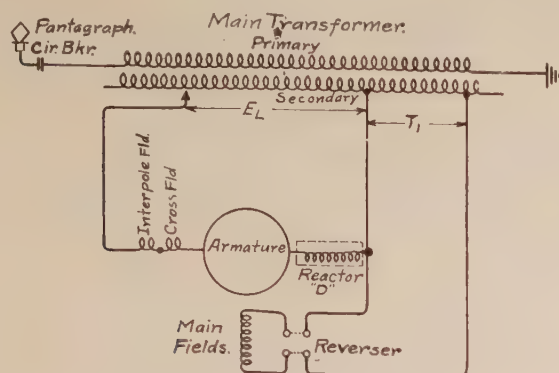 Main Transformer.
Pantagraph.
Cir. Bkr.
Primary
Secondary
E_L
T_1
Interpole Fld.
Cross Fld
Armature
Reactor
"D"
Main
Fields.
Reverser